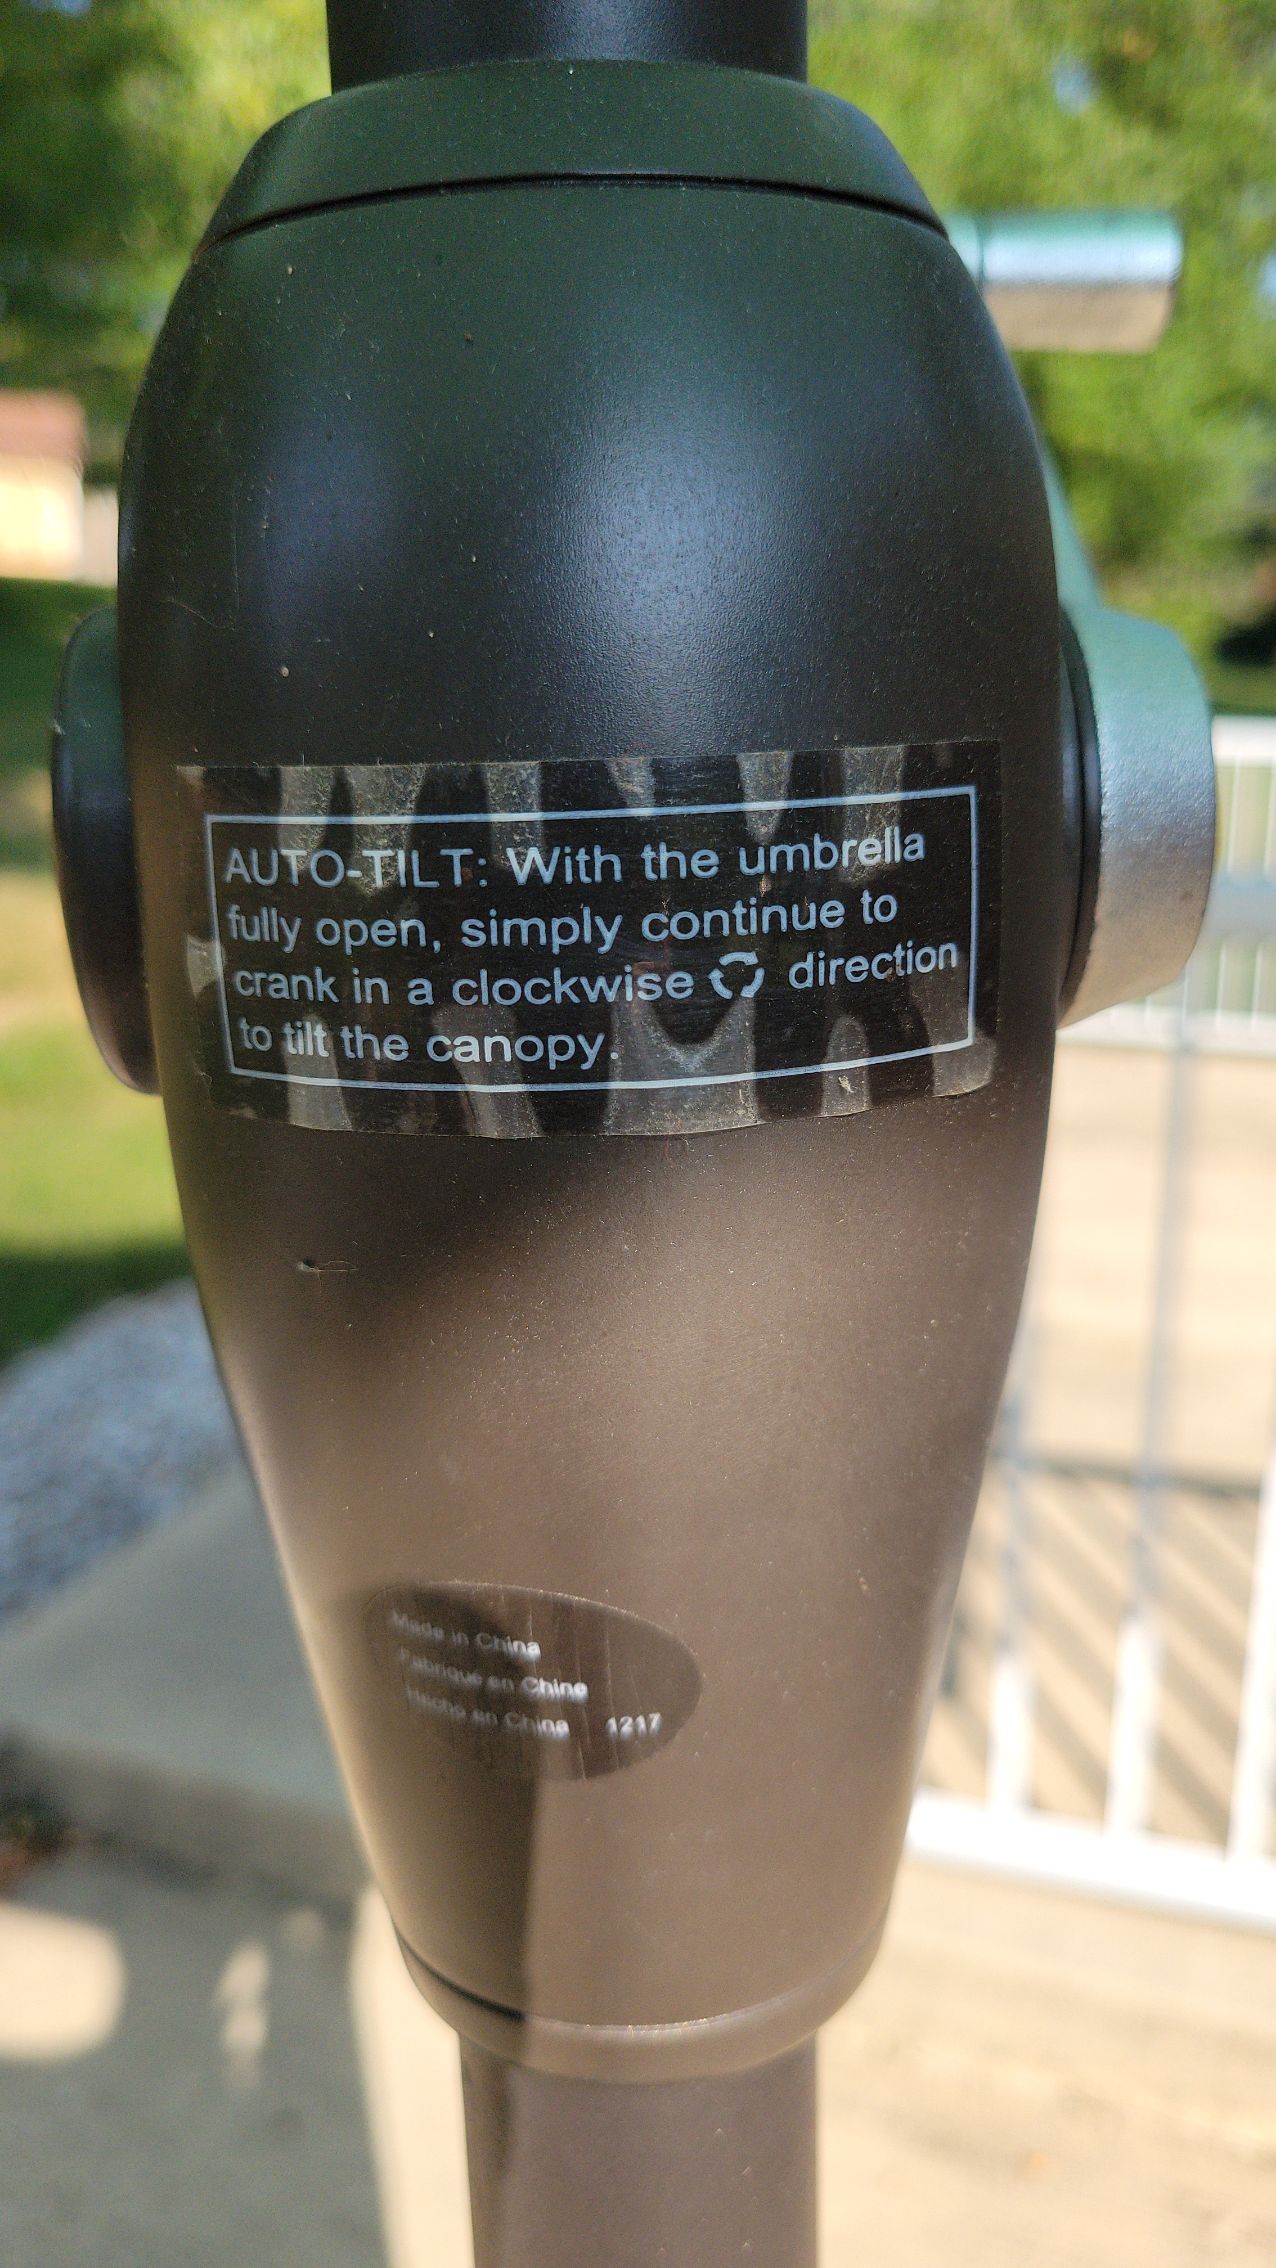 AUTO-TILT: With the umbrella
fully open, simply continue to
crank in a clockwise direction
to tilt the canopy.
Made in China
Fabriqué en Chine
Hecho en China 1217